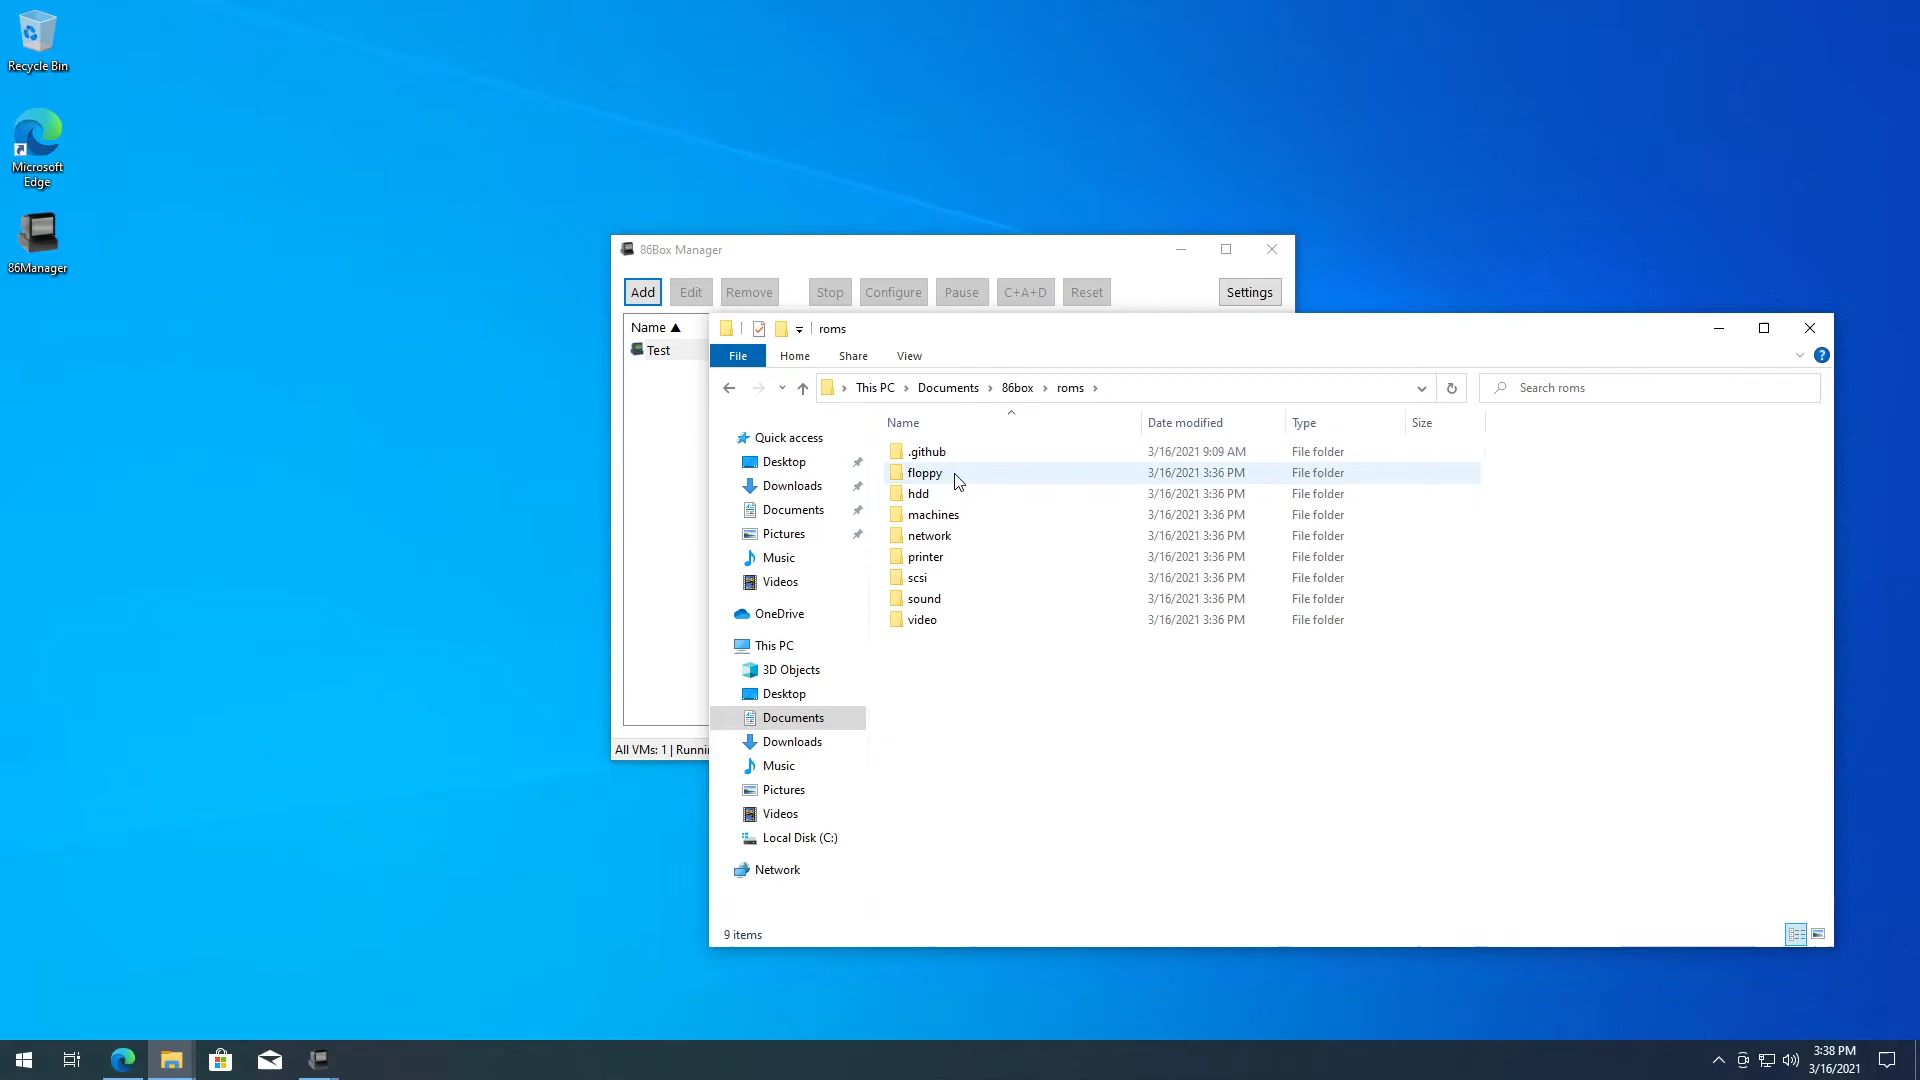 Recycle Bin
Microsoft
Edge
86Manager
86Box Manager
Add Edit Remove Stop Configure Pause C+A+D Reset Settings
Name
Test
All VMs: 1 |
roms
File Home Share View
This PC Documents 86box roms
Search roms
Name Date modified Type Size
.github 3/16/2021 9:09 AM File folder
floppy 3/16/2021 3:36 PM File folder
hdd 3/16/2021 3:36 PM File folder
machines 3/16/2021 3:36 PM File folder
network 3/16/2021 3:36 PM File folder
printer 3/16/2021 3:36 PM File folder
scsi 3/16/2021 3:36 PM File folder
sound 3/16/2021 3:36 PM File folder
video 3/16/2021 3:36 PM File folder
Quick access
Desktop
Downloads
Documents
Pictures
Music
Videos
OneDrive
This PC
3D Objects
Desktop
Documents
Downloads
Music
Pictures
Videos
Local Disk (C:)
Network
9 items
3:38 PM
3/16/2021